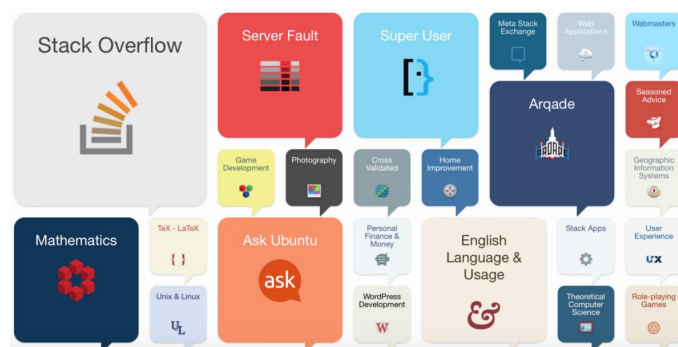 Stack Overflow
Server Fault
Super User
Meta Stack
Exchange
Web
Applications
Webmasters
Arqade
Seasoned
Advice
Game
Development
Photography
Cross
Validated
Home
Improvement
Geographic
Information
Systems
Mathematics
TeX - LaTeX
{ }
Ask Ubuntu
ask
Personal
Finance &
Money
English
Language &
Usage
&
Stack Apps
User
Experience
UX
Unix & Linux
UL
WordPress
Development
W
Theoretical
Computer
Science
Role-playing
Games